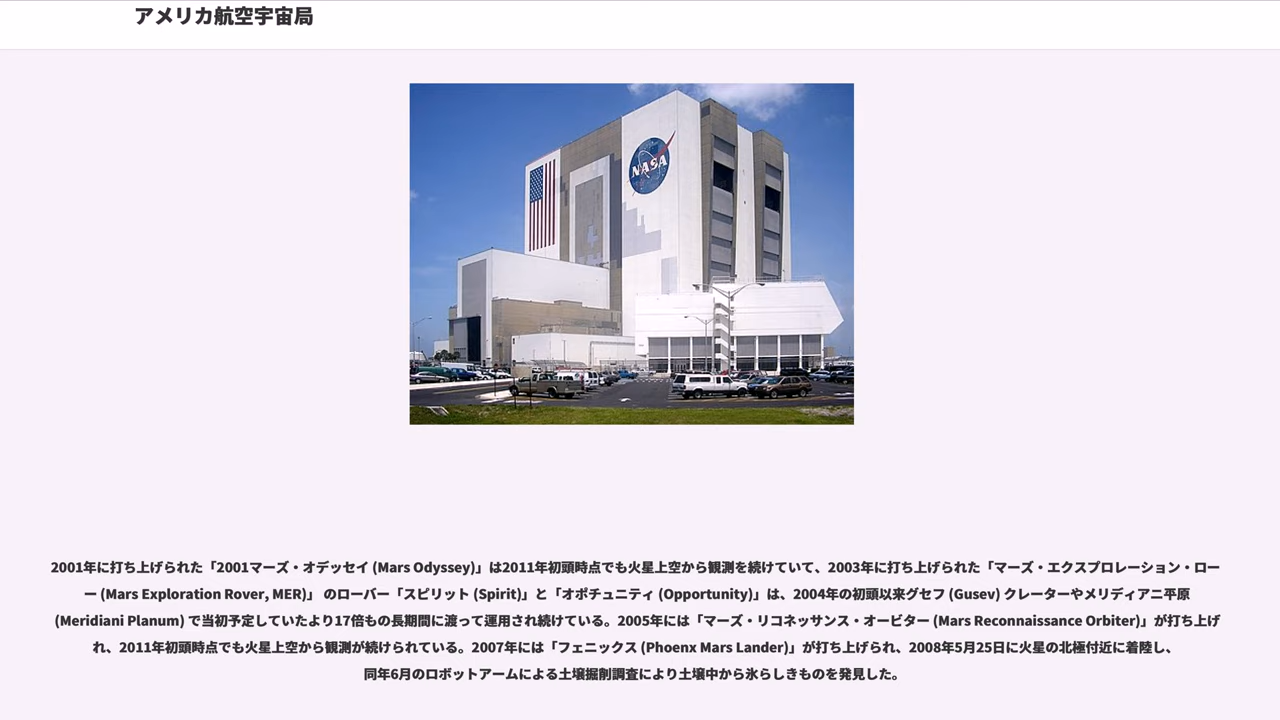 アメリカ航空宇宙局
NASA
2001年に打ち上げられた「2001マーズ・オデッセイ (Mars Odyssey)」は2011年初頭時点でも火星上空から観測を続けていて、2003年に打ち上げられた「マーズ・エクスプロレーション・ロー
ー (Mars Exploration Rover, MER)」 のローバー「スピリット (Spirit)」と「オポチュニティ (Opportunity)」は、2004年の初頭以来グセフ (Gusev) クレーターやメリディアニ平原
(Meridiani Planum) で当初予定していたより17倍もの長期間に渡って運用され続けている。2005年には「マーズ・リコネッサンス・オービター (Mars Reconnaissance Orbiter)」が打ち上げ
れ、2011年初頭時点でも火星上空から観測が続けられている。2007年には「フェニックス (Phoenx Mars Lander)」が打ち上げられ、2008年5月25日に火星の北極付近に着陸し、
同年6月のロボットアームによる土壌掘削調査により土壌中から氷らしきものを発見した。